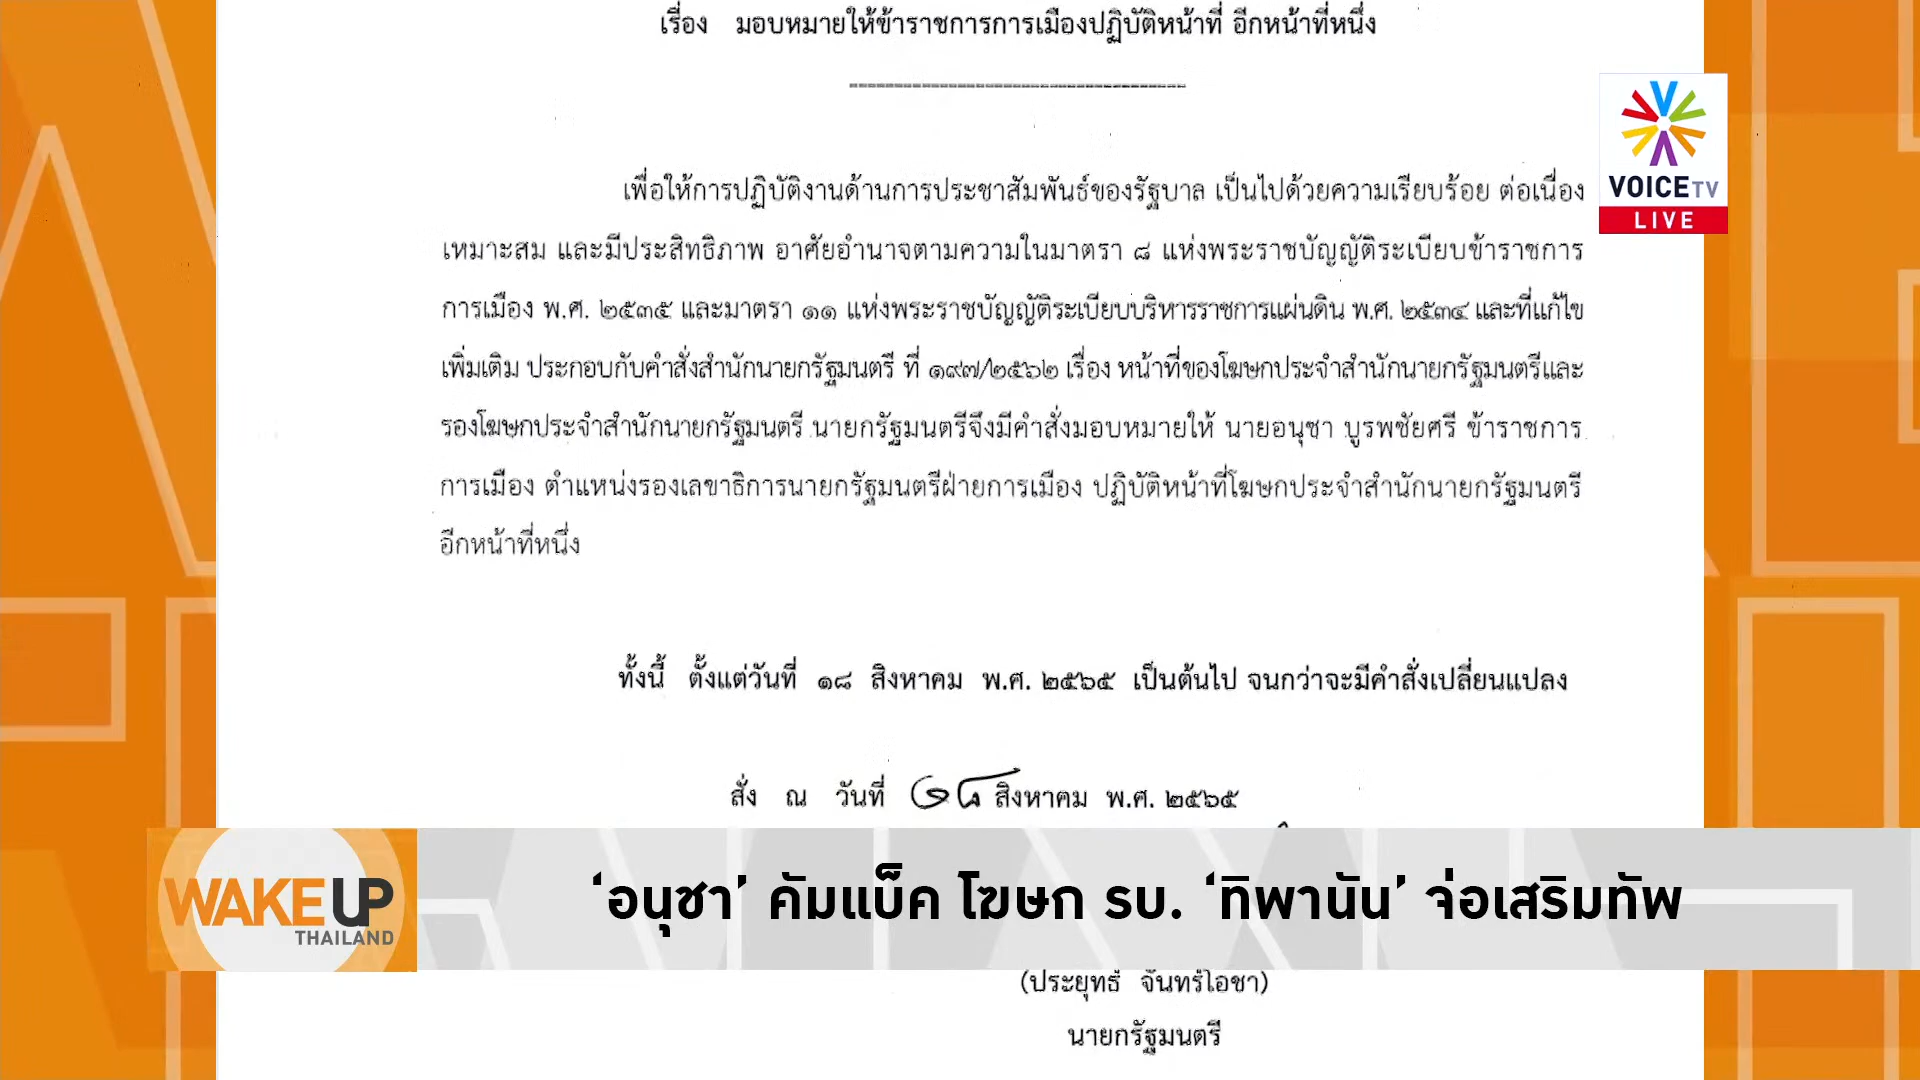 เรื่อง มอบหมายให้ข้าราชการการเมืองปฏิบัติหน้าที่ อีกหน้าที่หนึ่ง
VOICE TV
LIVE
เพื่อให้การปฏิบัติงานด้านการประชาสัมพันธ์ของรัฐบาล เป็นไปด้วยความเรียบร้อย ต่อเนื่อง
เหมาะสม และมีประสิทธิภาพ อาศัยอำนาจตามความในมาตรา ๘ แห่งพระราชบัญญัติระเบียบข้าราชการ
การเมือง พ.ศ. ๒๕๓๕ และมาตรา ๑๑ แห่งพระราชบัญญัติระเบียบบริหารราชการแผ่นดิน พ.ศ. ๒๕๓๔ และที่แก้ไข
เพิ่มเติม ประกอบกับคำสั่งสำนักนายกรัฐมนตรี ที่ ๑๙๗/๒๕๖๒ เรื่อง หน้าที่ของโฆษกประจำสำนักนายกรัฐมนตรีและ
รองโฆษกประจำสำนักนายกรัฐมนตรี นายกรัฐมนตรีจึงมีคำสั่งมอบหมายให้ นายอนุชา บูรพชัยศรี ข้าราชการ
การเมือง ตำแหน่งรองเลขาธิการนายกรัฐมนตรีฝ่ายการเมือง ปฏิบัติหน้าที่โฆษกประจำสำนักนายกรัฐมนตรี
อีกหน้าที่หนึ่ง
ทั้งนี้ ตั้งแต่วันที่ ๑๘ สิงหาคม พ.ศ. ๒๕๖๕ เป็นต้นไป จนกว่าจะมีคำสั่งเปลี่ยนแปลง
สั่ง ณ วันที่ ๑๘ สิงหาคม พ.ศ. ๒๕๖๕
WAKE UP
THAILAND
‘อนุชา’ คัมแบ็ค โฆษก รบ. ‘ทิพานัน’ จ่อเสริมทัพ
(ประยุทธ์ จันทร์โอชา)
นายกรัฐมนตรี